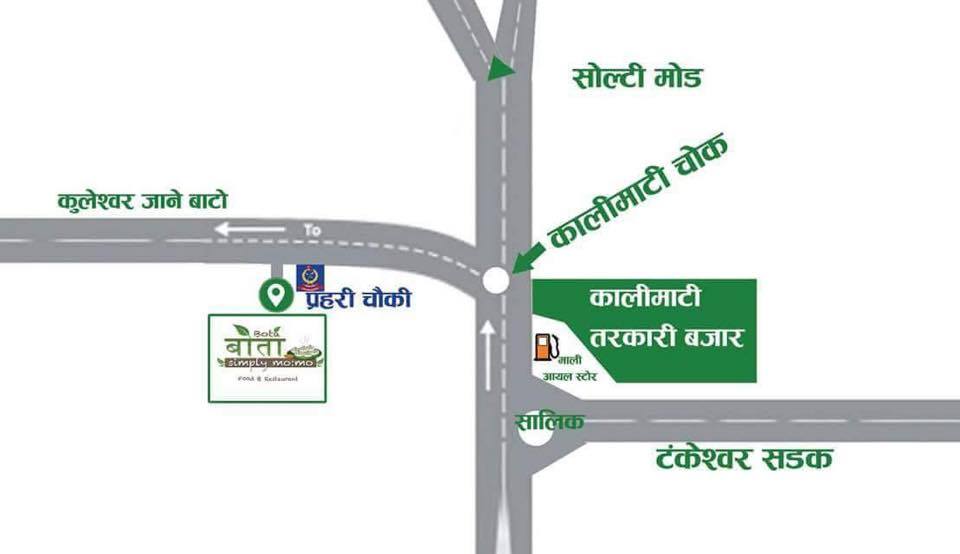 सोल्टी मोड
कालीमाटी चोक
कुलेश्वर जाने बाटो
To
प्रहरी चौकी
कालीमाटी
तरकारी बजार
Bota
बोता
simply mo:mo
Food & Restaurant
माली
आयल स्टोर
सालिक
टंकेश्वर सडक